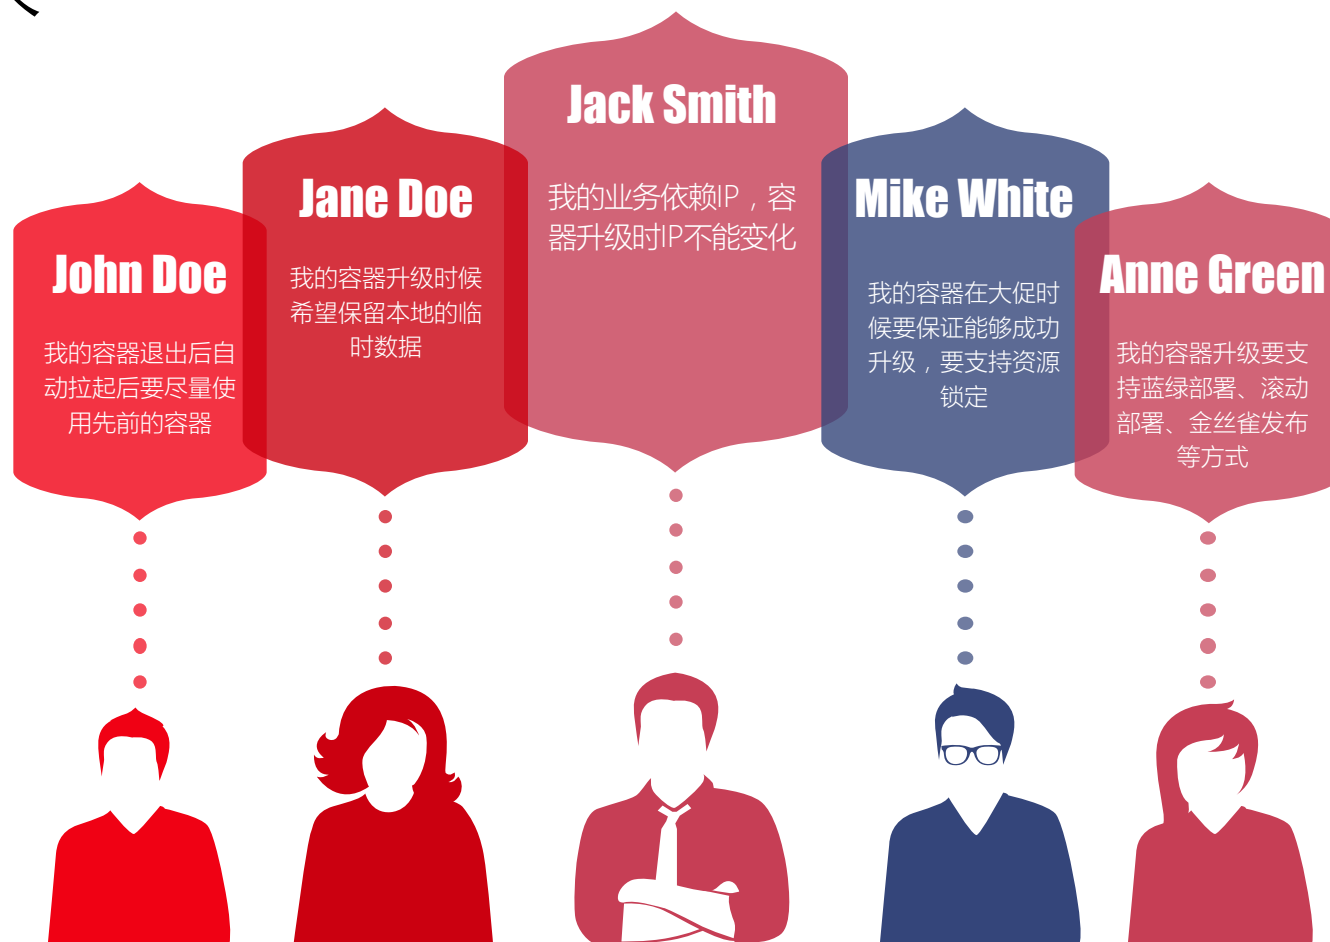 John Doe
我的容器退出后自
动拉起后要尽量使
用先前的容器
Jane Doe
我的容器升级时候
希望保留本地的临
时数据
Jack Smith
我的业务依赖IP，容
器升级时IP不能变化
Mike White
我的容器在大促时
候要保证能够成功
升级，要支持资源
锁定
Anne Green
我的容器升级要支
持蓝绿部署、滚动
部署、金丝雀发布
等方式